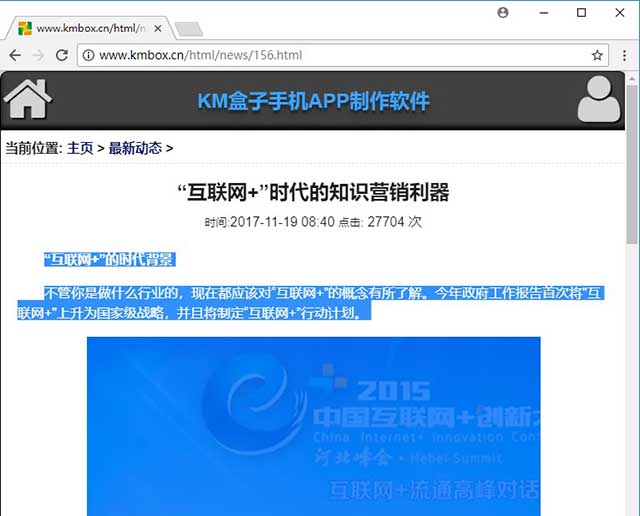 www.kmbox.cn/html/n
www.kmbox.cn/html/news/156.html
KM盒子手机APP制作软件
当前位置: 主页 > 最新动态 >
“互联网+”时代的知识营销利器
时间:2017-11-19 08:40 点击: 27704 次
“互联网+”的时代背景
不管你是做什么行业的，现在都应该对“互联网+”的概念有所了解。今年政府工作报告首次将“互
联网+”上升为国家级战略，并且将制定“互联网+”行动计划。
2015
中国互联网+创新大
China Internet+ Innovation Con
河北峰会·Hebei Summit
互联网+流通高峰对话